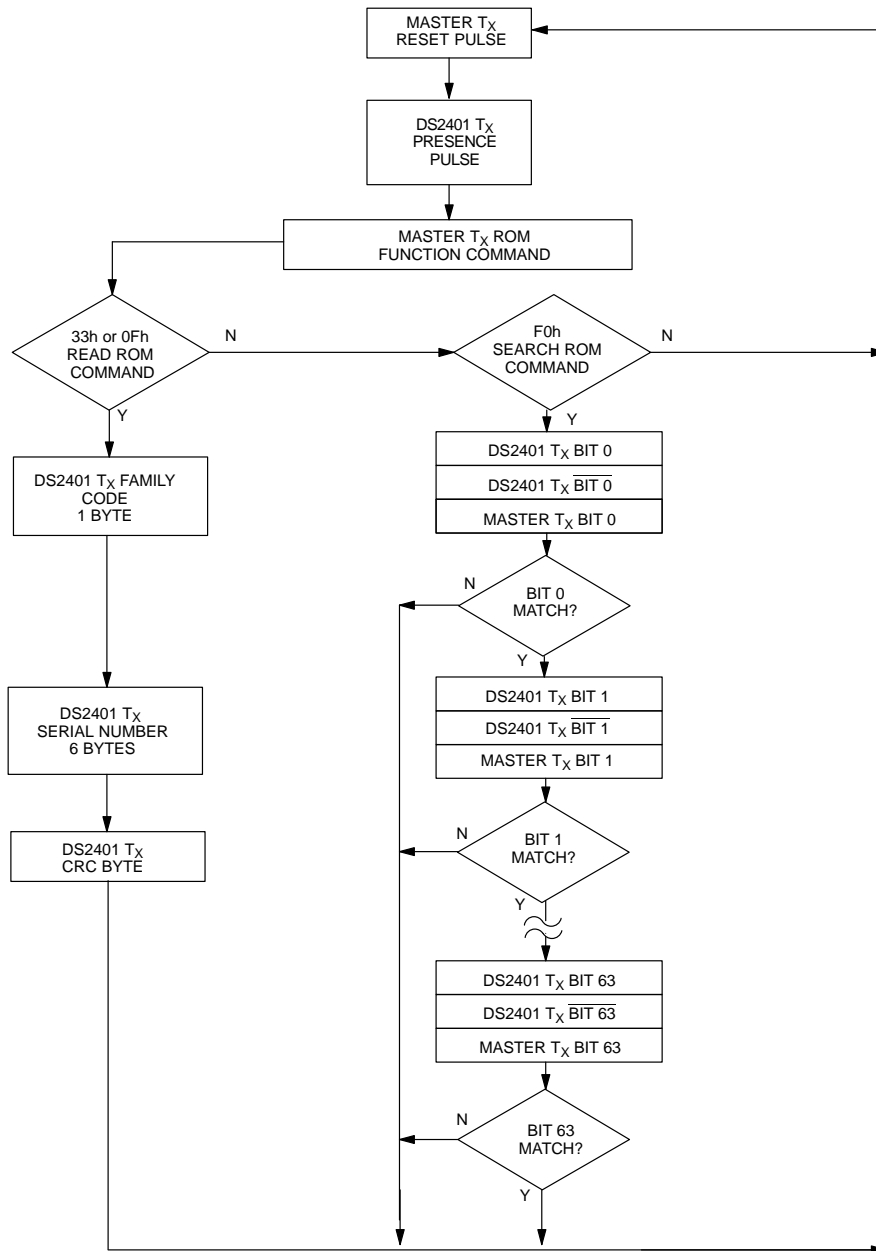 MASTER TX
RESET PULSE
DS2401 TX
PRESENCE
PULSE
MASTER TX ROM
FUNCTION COMMAND
33h or 0Fh
READ ROM
COMMAND
N
Y
F0h
SEARCH ROM
COMMAND
N
Y
DS2401 TX FAMILY
CODE
1 BYTE
DS2401 TX
SERIAL NUMBER
6 BYTES
DS2401 TX
CRC BYTE
DS2401 TX BIT 0
DS2401 TX BIT 0
MASTER TX BIT 0
N
BIT 0
MATCH?
Y
DS2401 TX BIT 1
DS2401 TX BIT 1
MASTER TX BIT 1
N
BIT 1
MATCH?
Y
DS2401 TX BIT 63
DS2401 TX BIT 63
MASTER TX BIT 63
N
BIT 63
MATCH?
Y